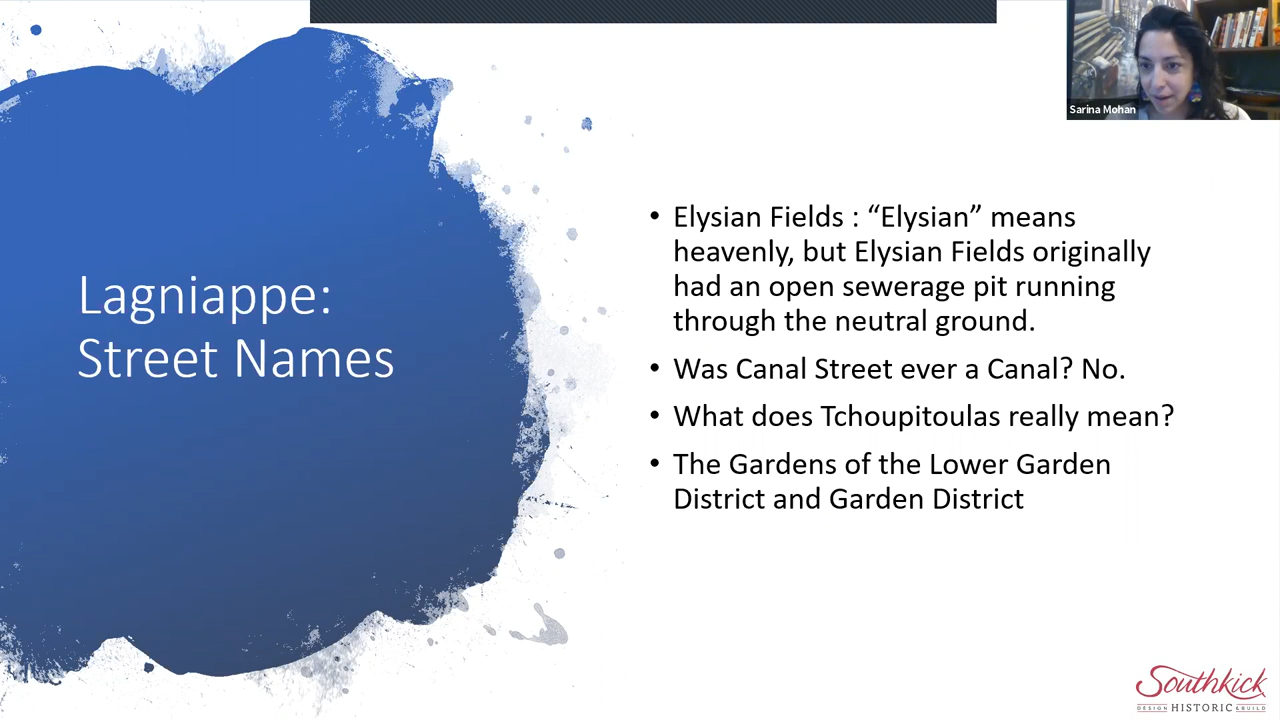 Sarina Mohan
Lagniappe:
Street Names
• Elysian Fields : “Elysian” means
heavenly, but Elysian Fields originally
had an open sewerage pit running
through the neutral ground.
• Was Canal Street ever a Canal? No.
• What does Tchoupitoulas really mean?
• The Gardens of the Lower Garden
District and Garden District
Southkick
DESIGN HISTORIC & BUILD